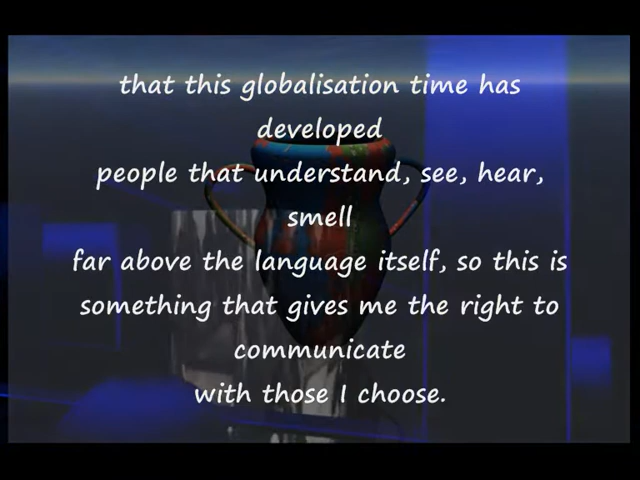 that this globalisation time has
developed
people that understand, see, hear,
smell
far above the language itself, so this is
something that gives me the right to
communicate
with those I choose.